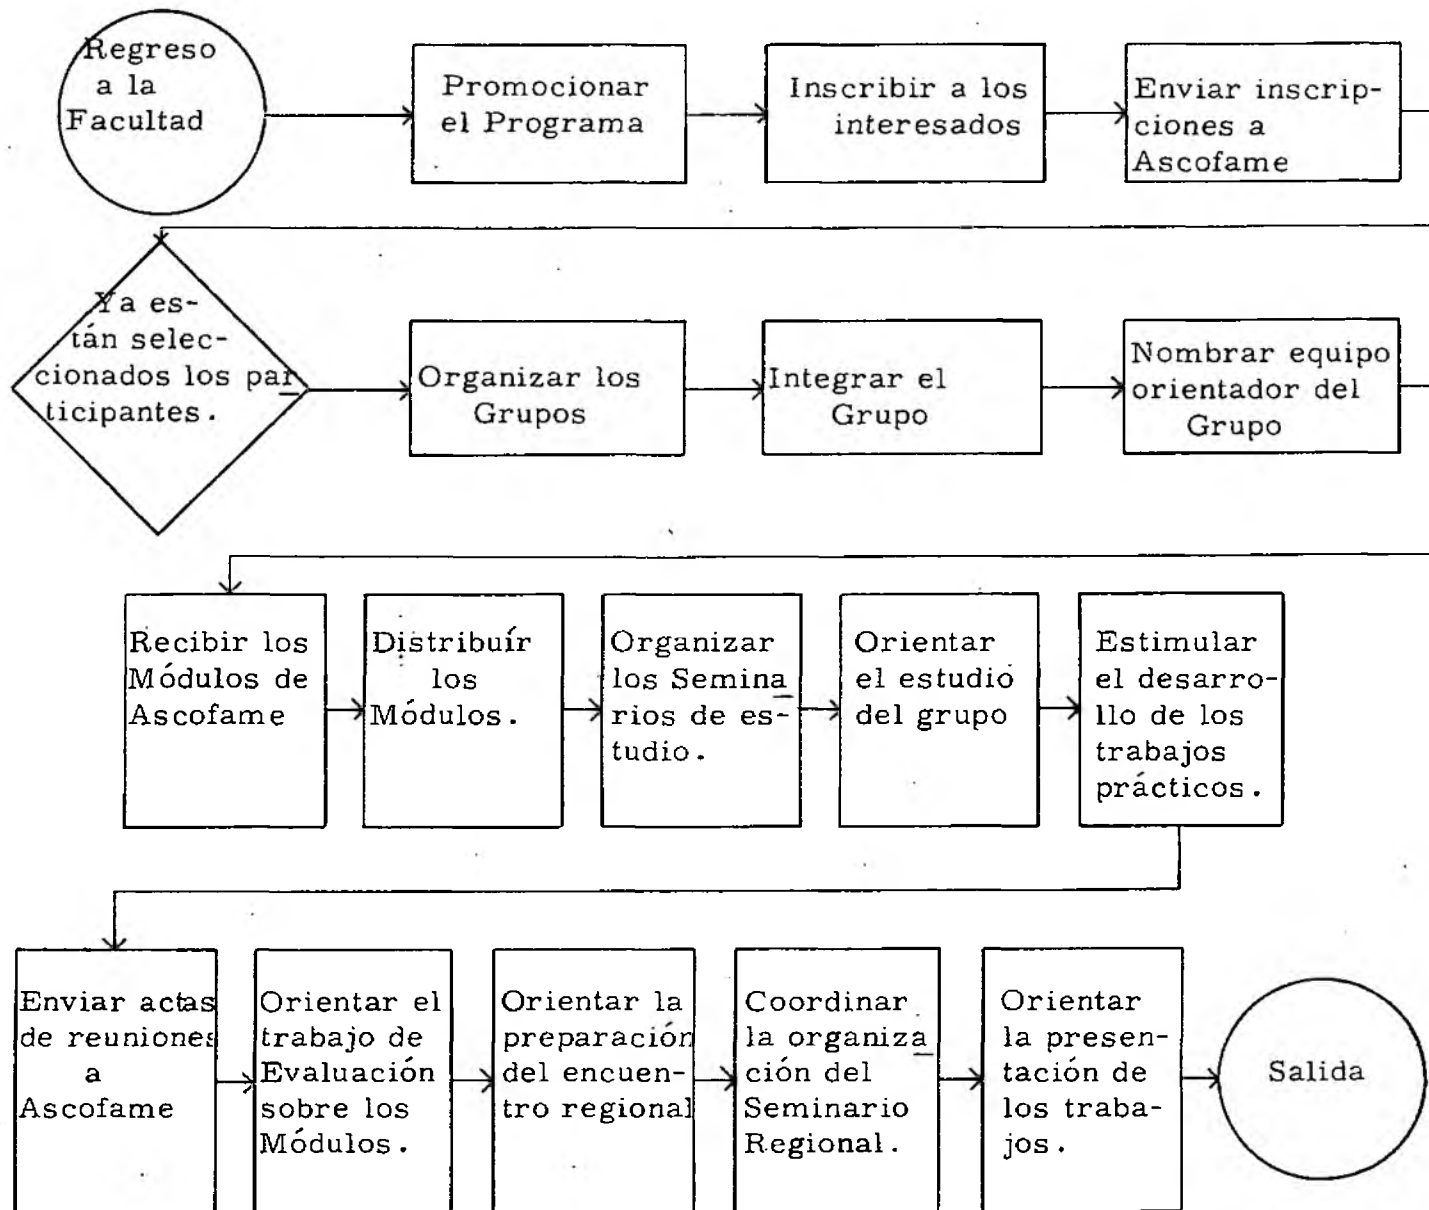 Regreso
a la
Facultad
Promocionar
el Programa
Inscribir a los
interesados
Enviar inscrip-
ciones a
Ascofame
Ya es-
tán selec-
cionados los par
ticipantes.
Organizar los
Grupos
Integrar el
Grupo
Nombrar equipo
orientador del
Grupo
Recibir los
Módulos de
Ascofame
Distribuír
los
Módulos.
Organizar
los Semina
rios de es-
tudio.
Orientar
el estudio
del grupo
Estimular
el desarro-
llo de los
trabajos
prácticos.
Enviar actas
de reuniones
a
Ascofame
Orientar el
trabajo de
Evaluación
sobre los
Módulos.
Orientar la
preparación
del encuen-
tro regional
Coordinar
la organiza
ción del
Seminario
Regional.
Orientar
la presen-
tación de
los traba-
jos.
Salida